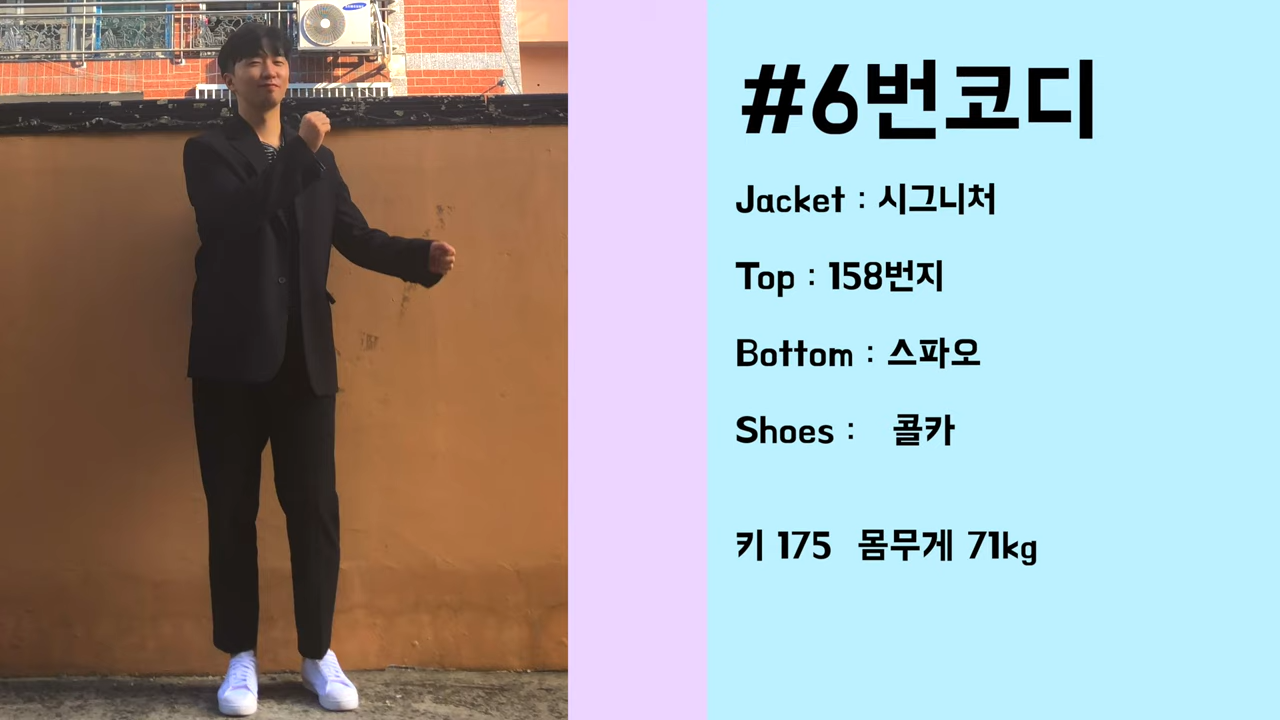 SAMSUNG
#6번코디
Jacket : 시그니처
Top : 158번지
Bottom : 스파오
Shoes : 콜카
키 175 몸무게 71kg